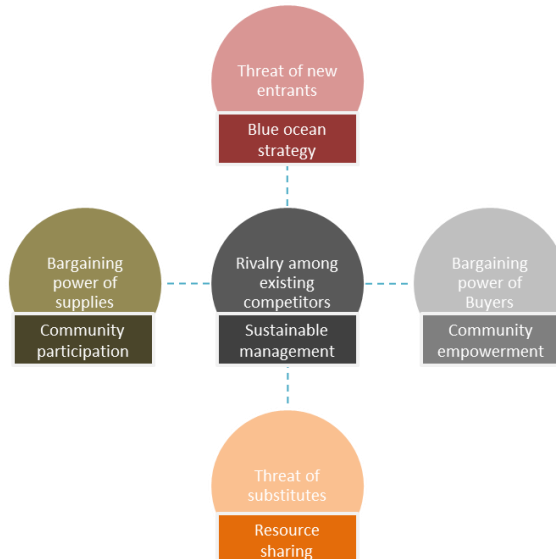 Threat of new
entrants
Blue ocean
strategy
Bargaining
power of
supplies
Community
participation
Rivalry among
existing
competitors
Sustainable
management
Bargaining
power of
Buyers
Community
empowerment
Threat of
substitutes
Resource
sharing